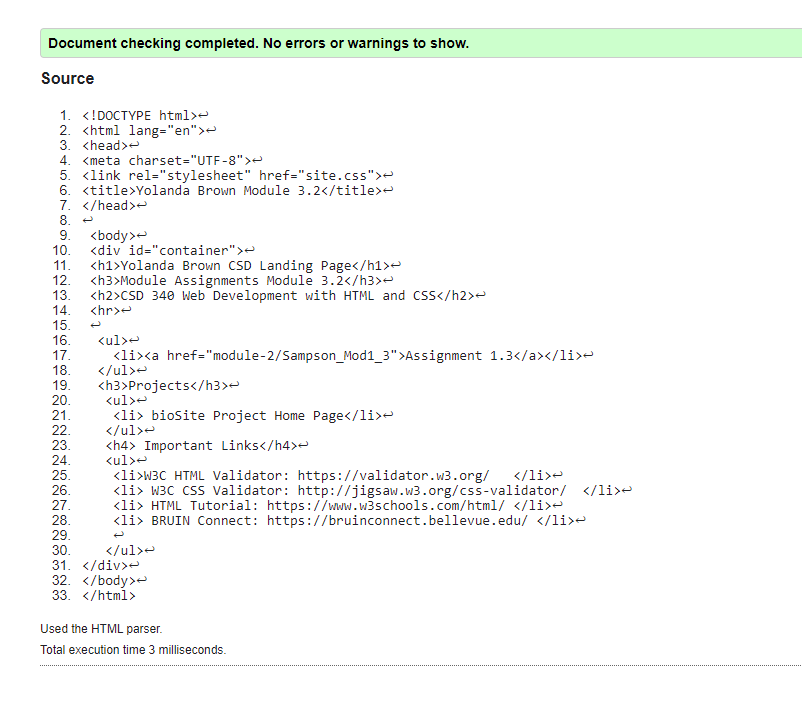 Document checking completed. No errors or warnings to show.
Source
1. <!DOCTYPE html>↩
2. <html lang="en">↩
3. <head>↩
4. <meta charset="UTF-8">↩
5. <link rel="stylesheet" href="site.css">↩
6. <title>Yolanda Brown Module 3.2</title>↩
7. </head>↩
8. ↩
9.  <body>↩
10.  <div id="container">↩
11.  <h1>Yolanda Brown CSD Landing Page</h1>↩
12.  <h3>Module Assignments Module 3.2</h3>↩
13.  <h2>CSD 340 Web Development with HTML and CSS</h2>↩
14.  <hr>↩
15.  ↩
16.   <ul>↩
17.     <li><a href="module-2/Sampson_Mod1_3">Assignment 1.3</a></li>↩
18.   </ul>↩
19.   <h3>Projects</h3>↩
20.    <ul>↩
21.     <li> bioSite Project Home Page</li>↩
22.    </ul>↩
23.    <h4> Important Links</h4>↩
24.    <ul>↩
25.     <li>W3C HTML Validator: https://validator.w3.org/   </li>↩
26.     <li> W3C CSS Validator: http://jigsaw.w3.org/css-validator/  </li>↩
27.     <li> HTML Tutorial: https://www.w3schools.com/html/ </li>↩
28.     <li> BRUIN Connect: https://bruinconnect.bellevue.edu/ </li>↩
29.     ↩
30.    </ul>↩
31. </div>↩
32. </body>↩
33. </html>
Used the HTML parser.
Total execution time 3 milliseconds.